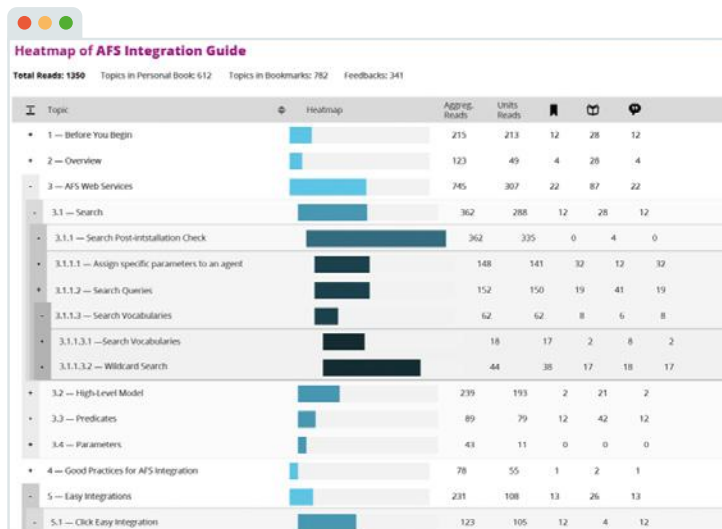 Heatmap of AFS Integration Guide
Total Reads: 1350 Topics in Personal Book: 612 Topics in Bookmarks: 782 Feedbacks: 341
Topic Heatmap Aggreg. Reads Units Reads
+ 1 — Before You Begin 215 213 12 28 12
+ 2 — Overview 123 49 4 28 4
- 3 — AFS Web Services 745 307 22 87 22
- 3.1 — Search 362 288 12 28 12
- 3.1.1 — Search Post-intstallation Check 362 335 0 4 0
• 3.1.1.1 — Assign specific parameters to an agent 148 141 32 12 32
+ 3.1.1.2 — Search Queries 152 150 19 41 19
- 3.1.1.3 — Search Vocabularies 62 62 8 6 8
• 3.1.1.3.1 —Search Vocabularies 18 17 2 8 2
• 3.1.1.3.2 — Wildcard Search 44 38 17 18 17
+ 3.2 — High-Level Model 239 193 2 21 2
• 3.3 — Predicates 89 79 12 42 12
+ 3.4 — Parameters 43 11 0 0 0
+ 4 — Good Practices for AFS Integration 78 55 1 2 1
- 5 — Easy Integrations 231 108 13 26 13
- 5.1 — Click Easy Integration 123 105 12 4 12